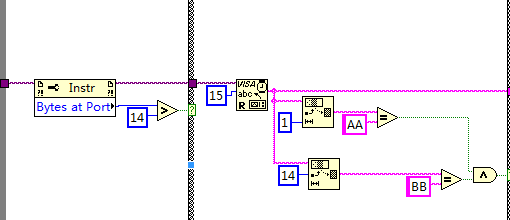 Instr
Bytes at Port
14
>
?
15
VISA
abc
R
1
AA
=
14
BB
=
∧